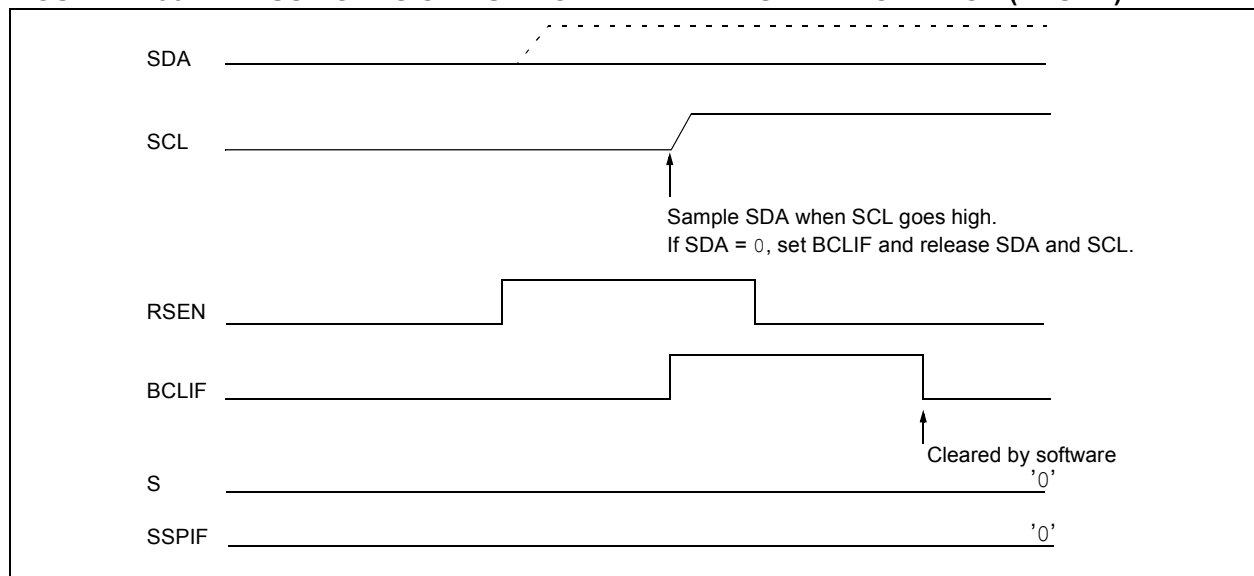 SDA
SCL
Sample SDA when SCL goes high.
If SDA = 0, set BCLIF and release SDA and SCL.
RSEN
BCLIF
Cleared by software
S
'0'
SSPIF
'0'